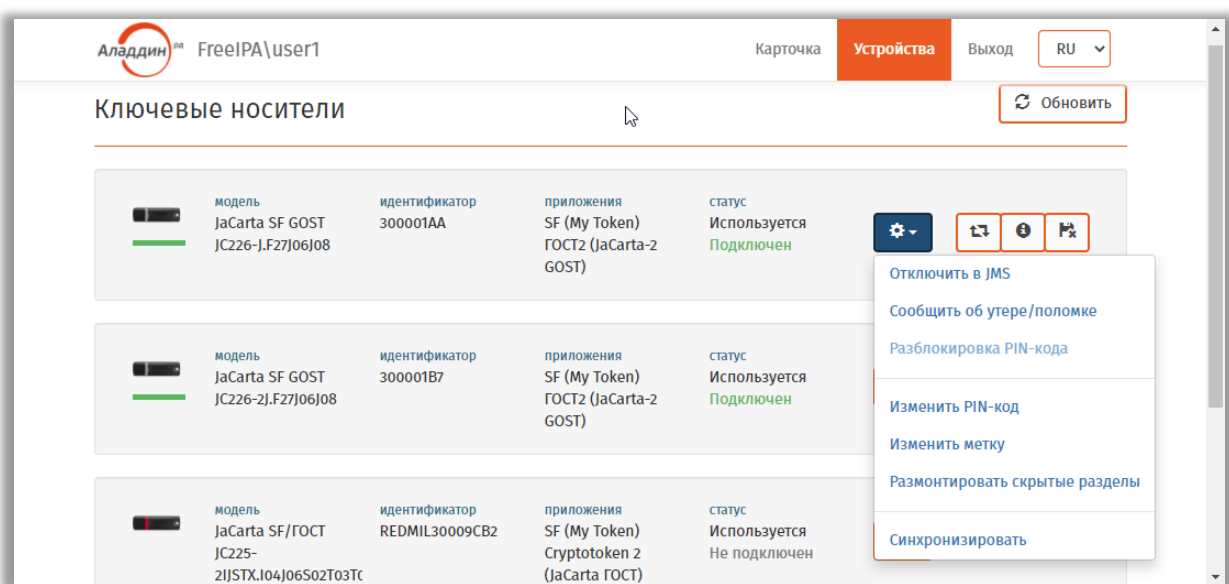 Аладдин РД FreeIPA\user1 Карточка Устройства Выход RU
Ключевые носители Обновить
модель идентификатор приложения статус
JaCarta SF GOST 300001AA SF (My Token) Используется
JC226-J.F27J06J08 ГОСТ2 (JaCarta-2 Подключен
GOST)
Отключить в JMS
Сообщить об утере/поломке
Разблокировка PIN-кода
модель идентификатор приложения статус
JaCarta SF GOST 300001B7 SF (My Token) Используется
JC226-2J.F27J06J08 ГОСТ2 (JaCarta-2 Подключен
GOST)
Изменить PIN-код
Изменить метку
Размонтировать скрытые разделы
модель идентификатор приложения статус
JaCarta SF/ГОСТ REDMIL30009CB2 SF (My Token) Используется
JC225- Cryptotoken 2 Не подключен
2IJSTX.I04J06S02T03T (JaCarta ГОСТ)
Синхронизировать